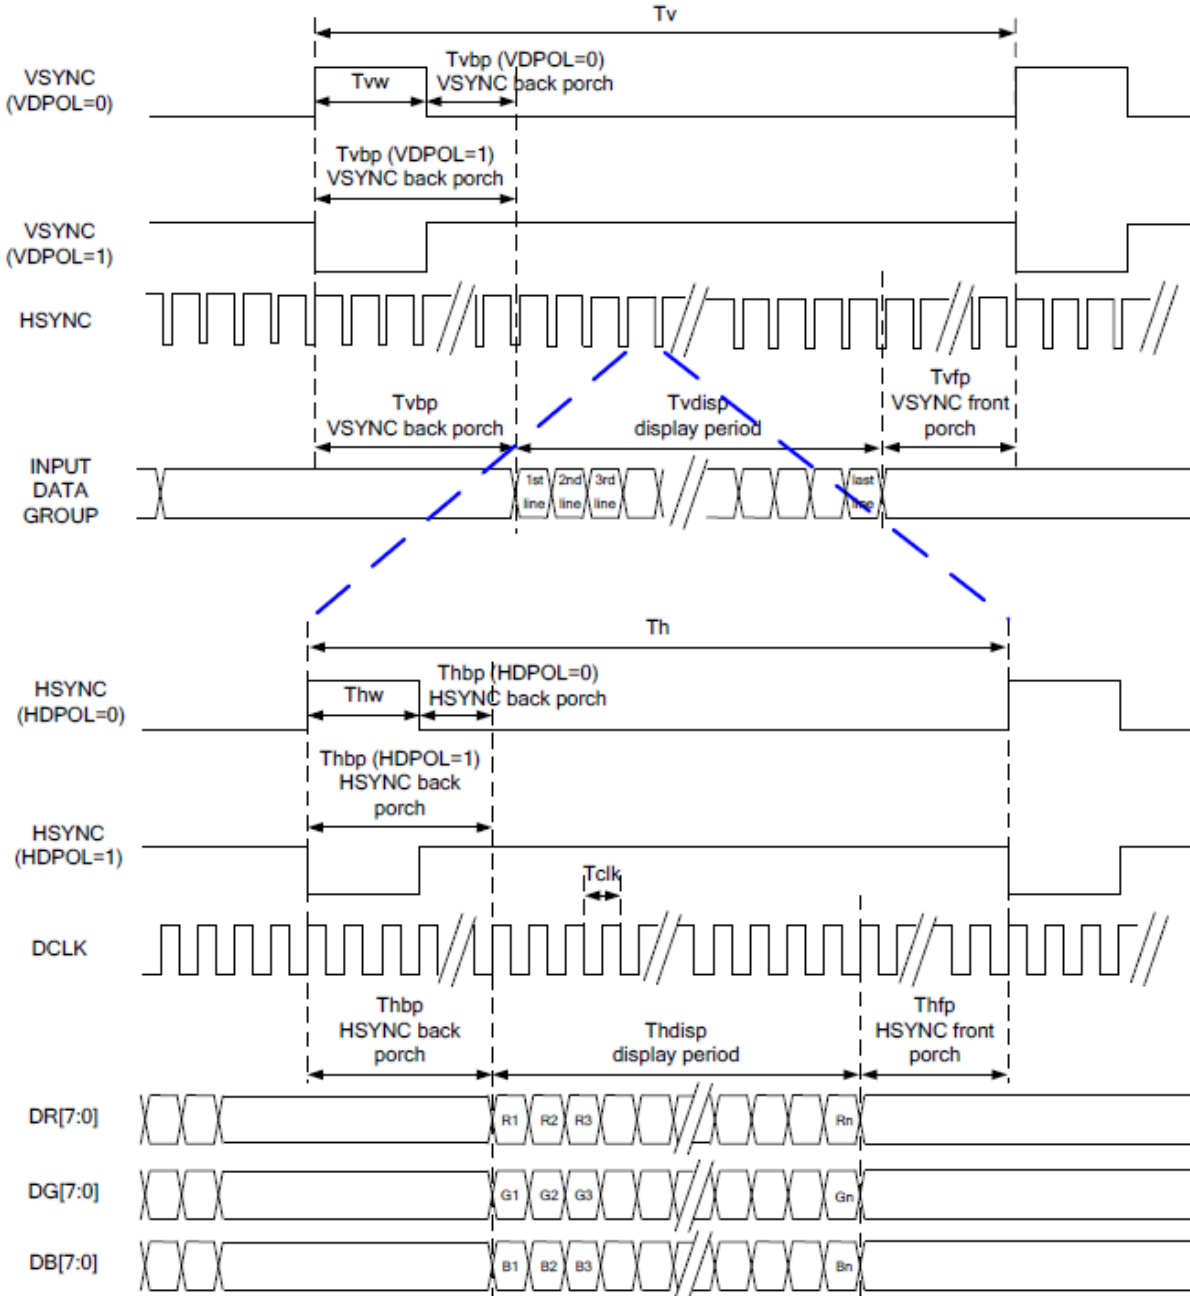 Tv
VSYNC
(VDPOL=0)
Tvw
Tvbp (VDPOL=0)
VSYNC back porch
Tvbp (VDPOL=1)
VSYNC back porch
VSYNC
(VDPOL=1)
HSYNC
Tvbp
VSYNC back porch
Tvdisp
display period
Tvfp
VSYNC front
porch
INPUT
DATA
GROUP
1st
line
2nd
line
3rd
line
last
line
Th
HSYNC
(HDPOL=0)
Thw
Thbp (HDPOL=0)
HSYNC back porch
Thbp (HDPOL=1)
HSYNC back
porch
HSYNC
(HDPOL=1)
Tclk
DCLK
Thbp
HSYNC back
porch
Thdisp
display period
Thfp
HSYNC front
porch
DR[7:0]
R1 R2 R3 Rn
DG[7:0]
G1 G2 G3 Gn
DB[7:0]
B1 B2 B3 Bn